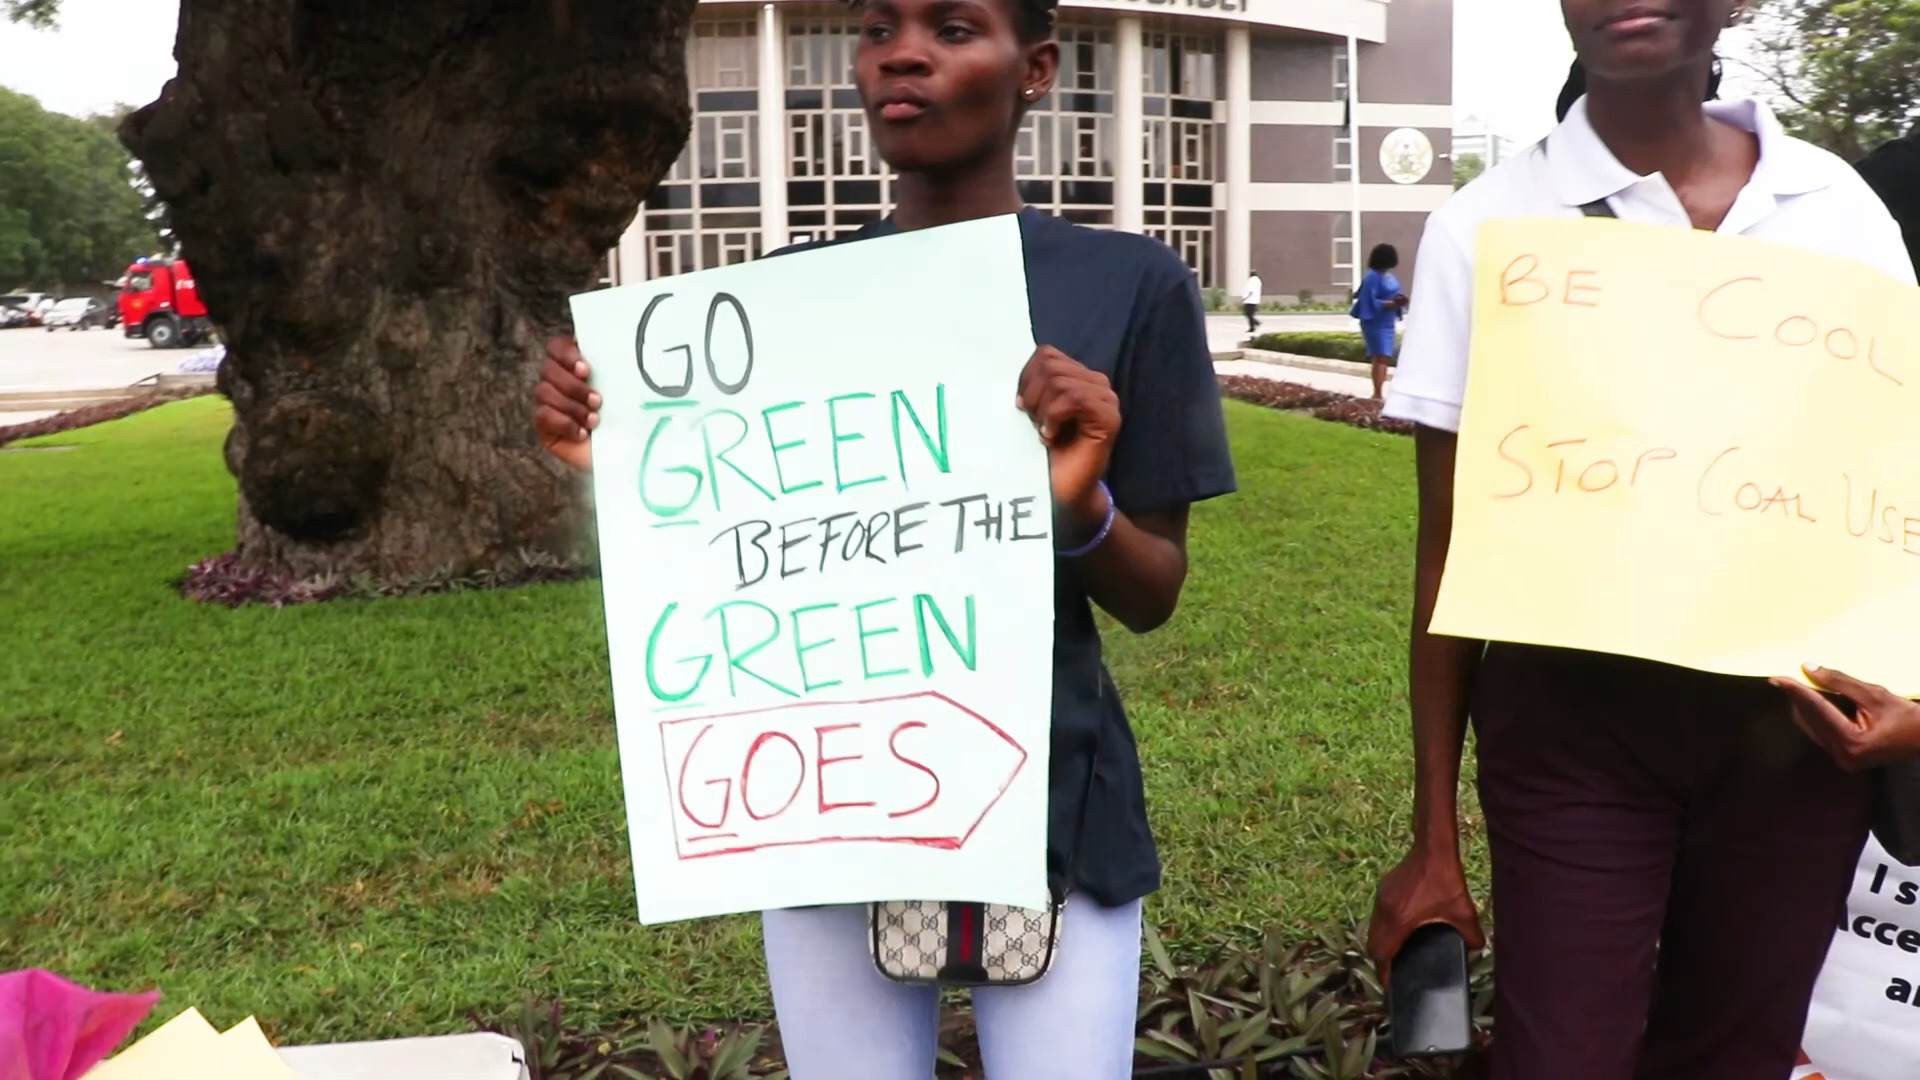 GO
GREEN
BEFORE THE
GREEN
GOES
BE COOL
STOP COAL USE
I s